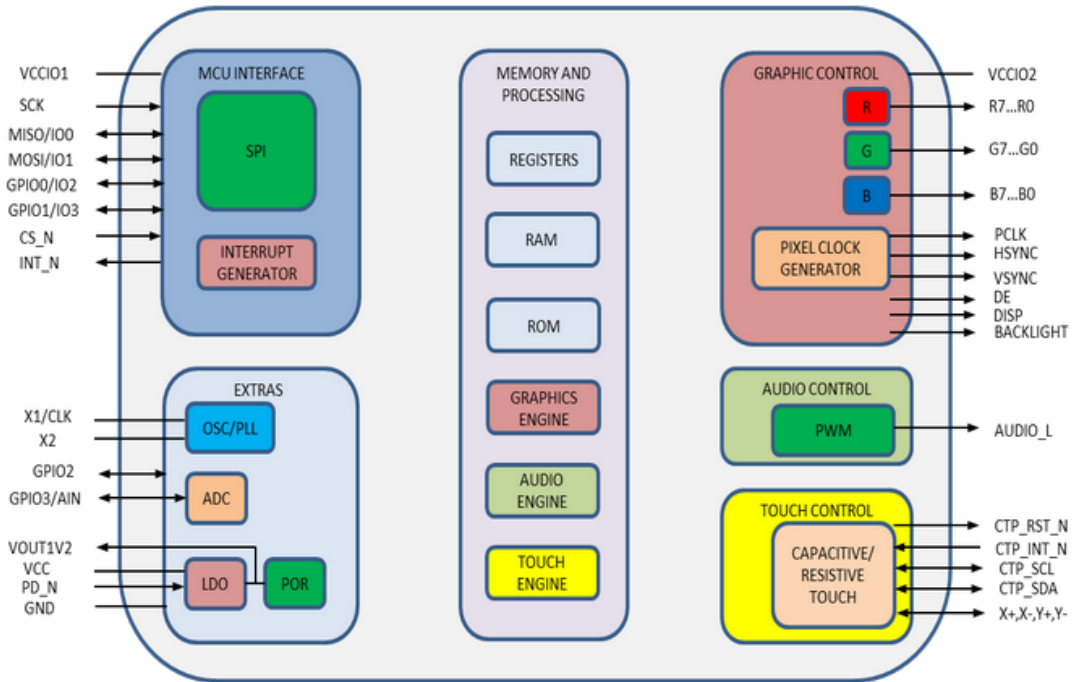 VCCIO1
SCK
MISO/IO0
MOSI/IO1
GPIO0/IO2
GPIO1/IO3
CS_N
INT_N
MCU INTERFACE
SPI
INTERRUPT
GENERATOR
X1/CLK
X2
GPIO2
GPIO3/AIN
VOUT1V2
VCC
PD_N
GND
EXTRAS
OSC/PLL
ADC
LDO
POR
MEMORY AND
PROCESSING
REGISTERS
RAM
ROM
GRAPHICS
ENGINE
AUDIO
ENGINE
TOUCH
ENGINE
GRAPHIC CONTROL
R
G
B
PIXEL CLOCK
GENERATOR
VCCIO2
R7...R0
G7...G0
B7...B0
PCLK
HSYNC
VSYNC
DE
DISP
BACKLIGHT
AUDIO CONTROL
PWM
AUDIO_L
TOUCH CONTROL
CAPACITIVE/
RESISTIVE
TOUCH
CTP_RST_N
CTP_INT_N
CTP_SCL
CTP_SDA
X+,X-,Y+,Y-